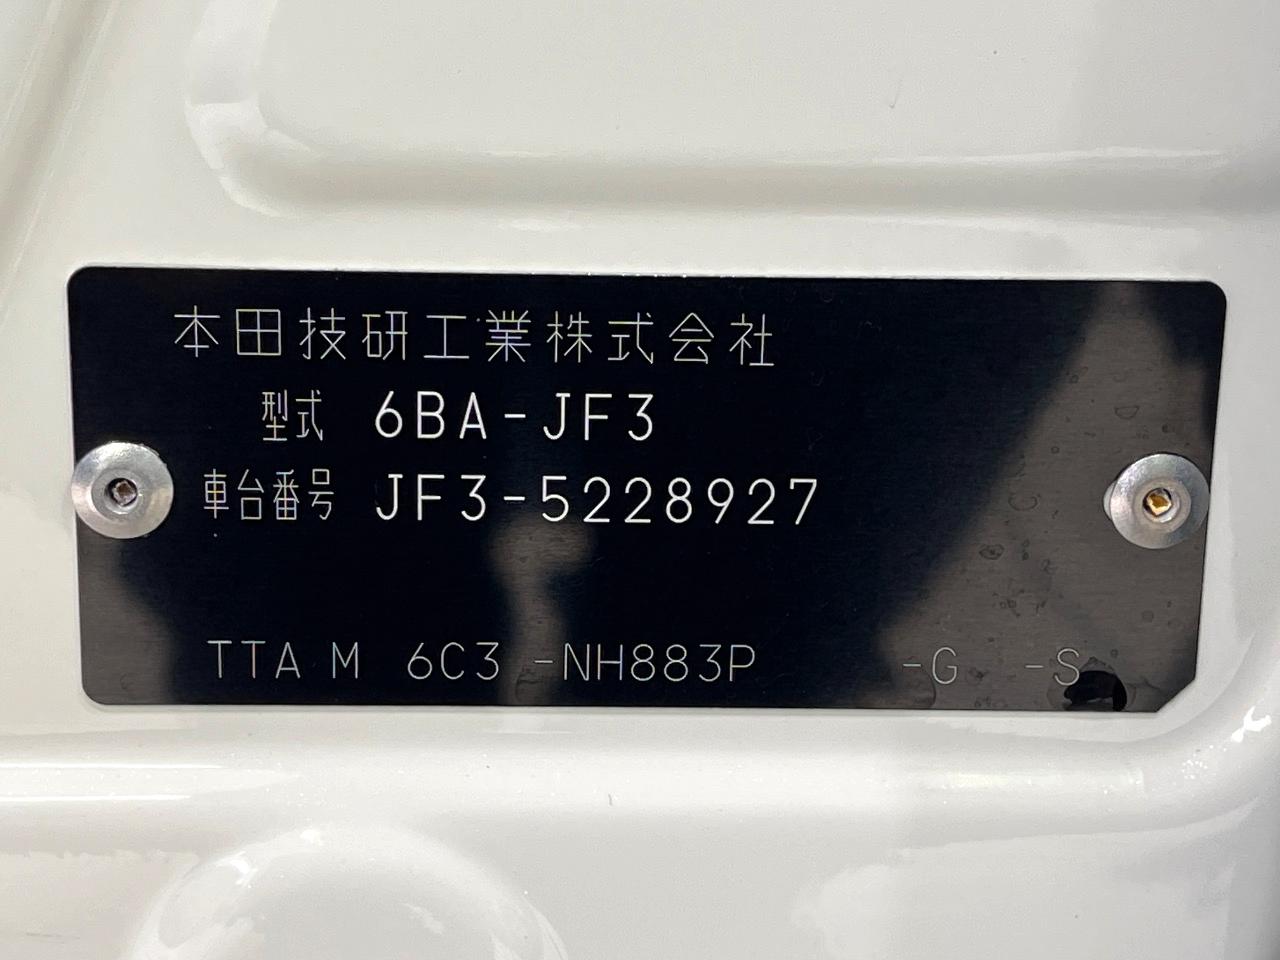 本田技研工業株式会社
型式 6BA-JF3
車台番号 JF3-5228927
TTA M 6C3 -NH883P -G -S